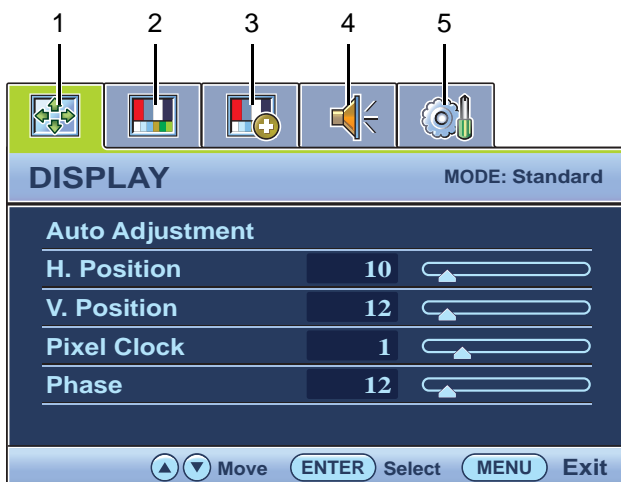 1 2 3 4 5
DISPLAY MODE: Standard
Auto Adjustment
H. Position 10
V. Position 12
Pixel Clock 1
Phase 12
Move ENTER Select MENU Exit